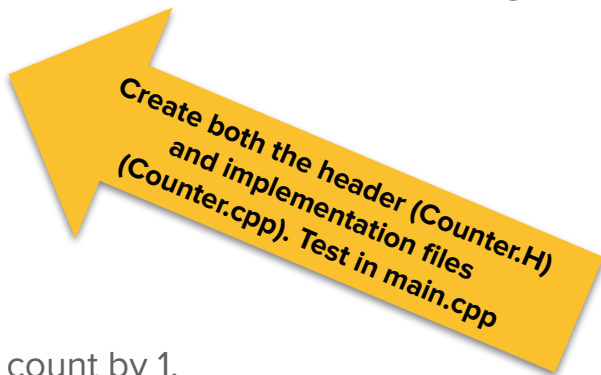 Create both the header (Counter.H)
and implementation files
(Counter.cpp). Test in main.cpp
count by 1.